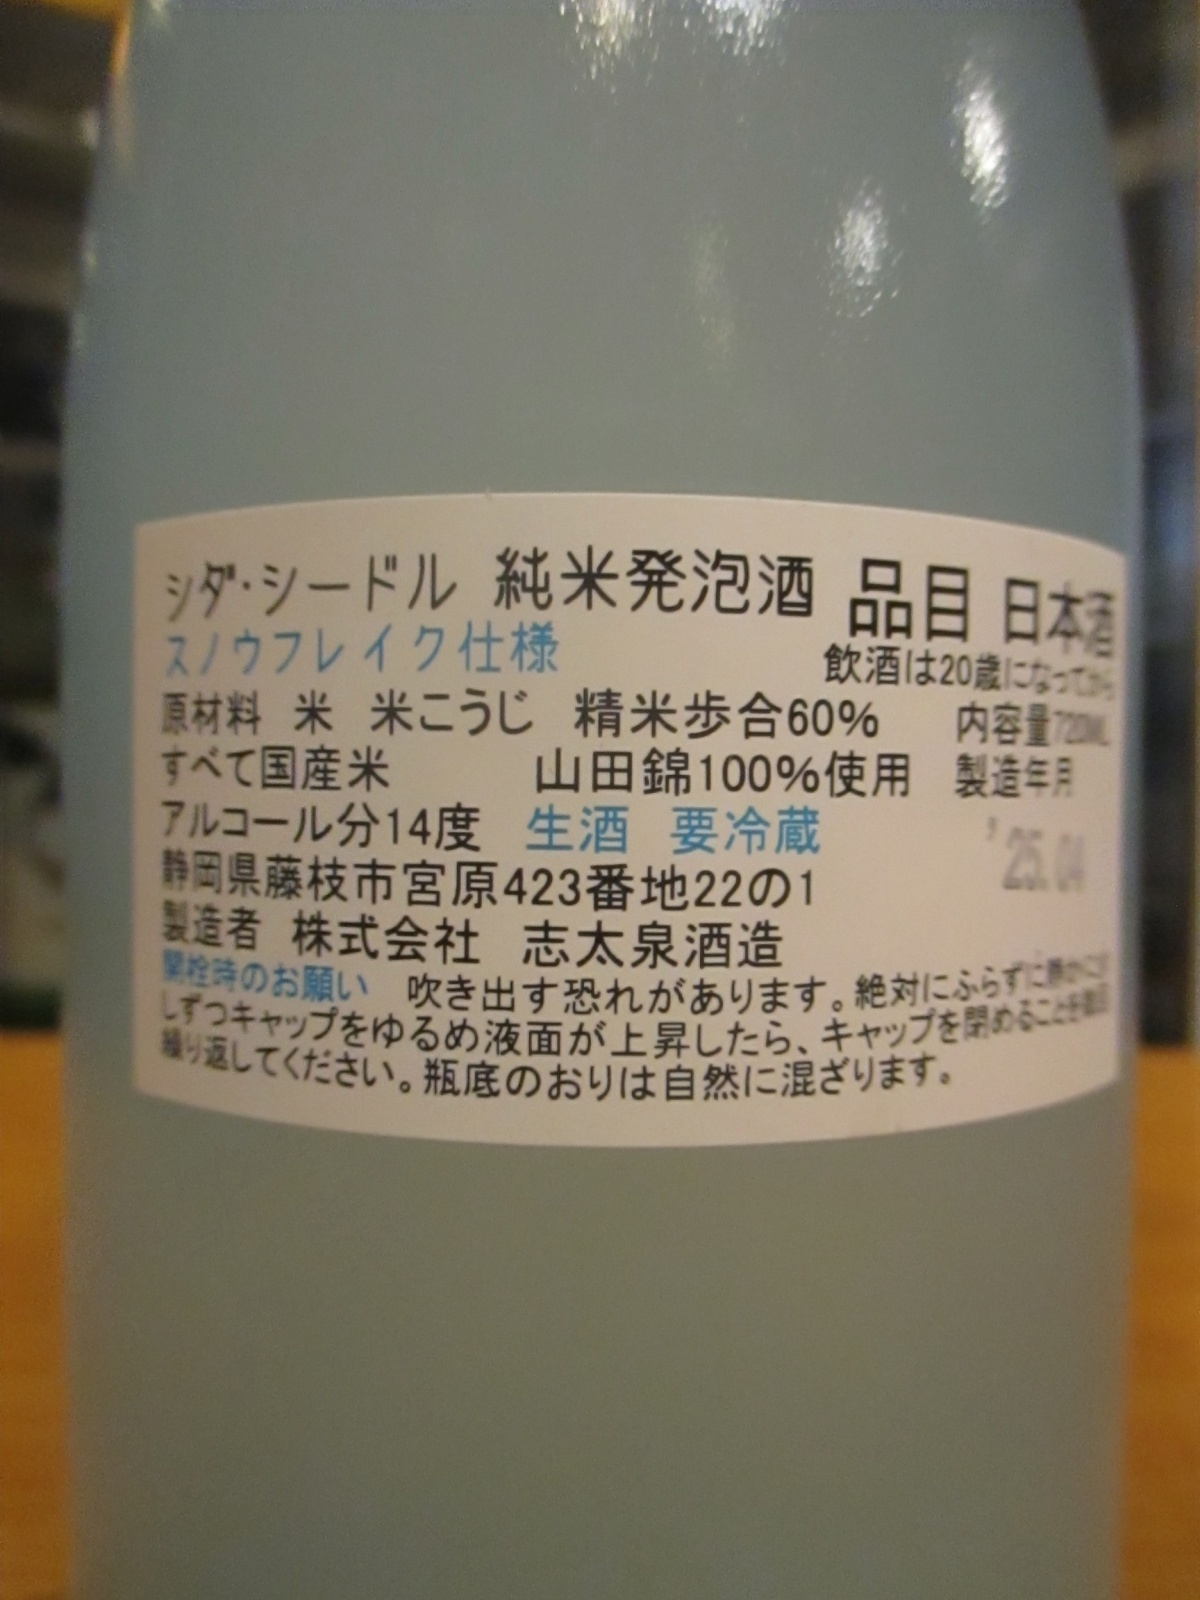 シダ・シードル 純米発泡酒 品目 日本酒
スノウフレイク仕様 飲酒は20歳になってから
原材料 米 米こうじ 精米歩合60% 内容量720ML
すべて国産米 山田錦100%使用 製造年月
アルコール分14度 生酒 要冷蔵 '25.04
静岡県藤枝市宮原423番地22の1
製造者 株式会社 志太泉酒造
開栓時のお願い 吹き出す恐れがあります。絶対にふらずに静かに少
しずつキャップをゆるめ液面が上昇したら、キャップを閉めることを数回
繰り返してください。瓶底のおりは自然に混ざります。